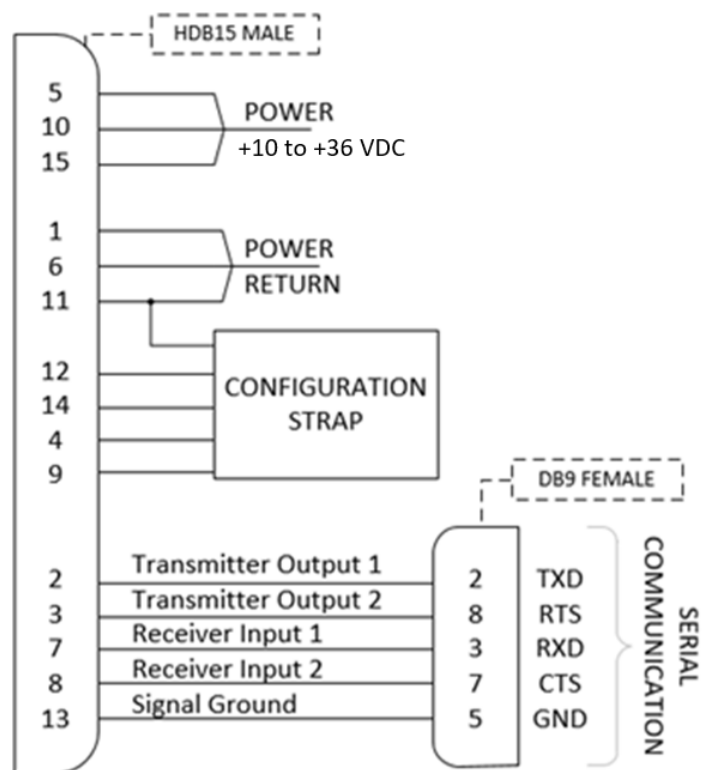 HDB15 MALE
5
10
15
POWER
+10 to +36 VDC
1
6
11
POWER
RETURN
12
14
4
9
CONFIGURATION
STRAP
DB9 FEMALE
2 Transmitter Output 1 2 TXD
3 Transmitter Output 2 8 RTS
7 Receiver Input 1 3 RXD
8 Receiver Input 2 7 CTS
13 Signal Ground 5 GND
SERIAL
COMMUNICATION